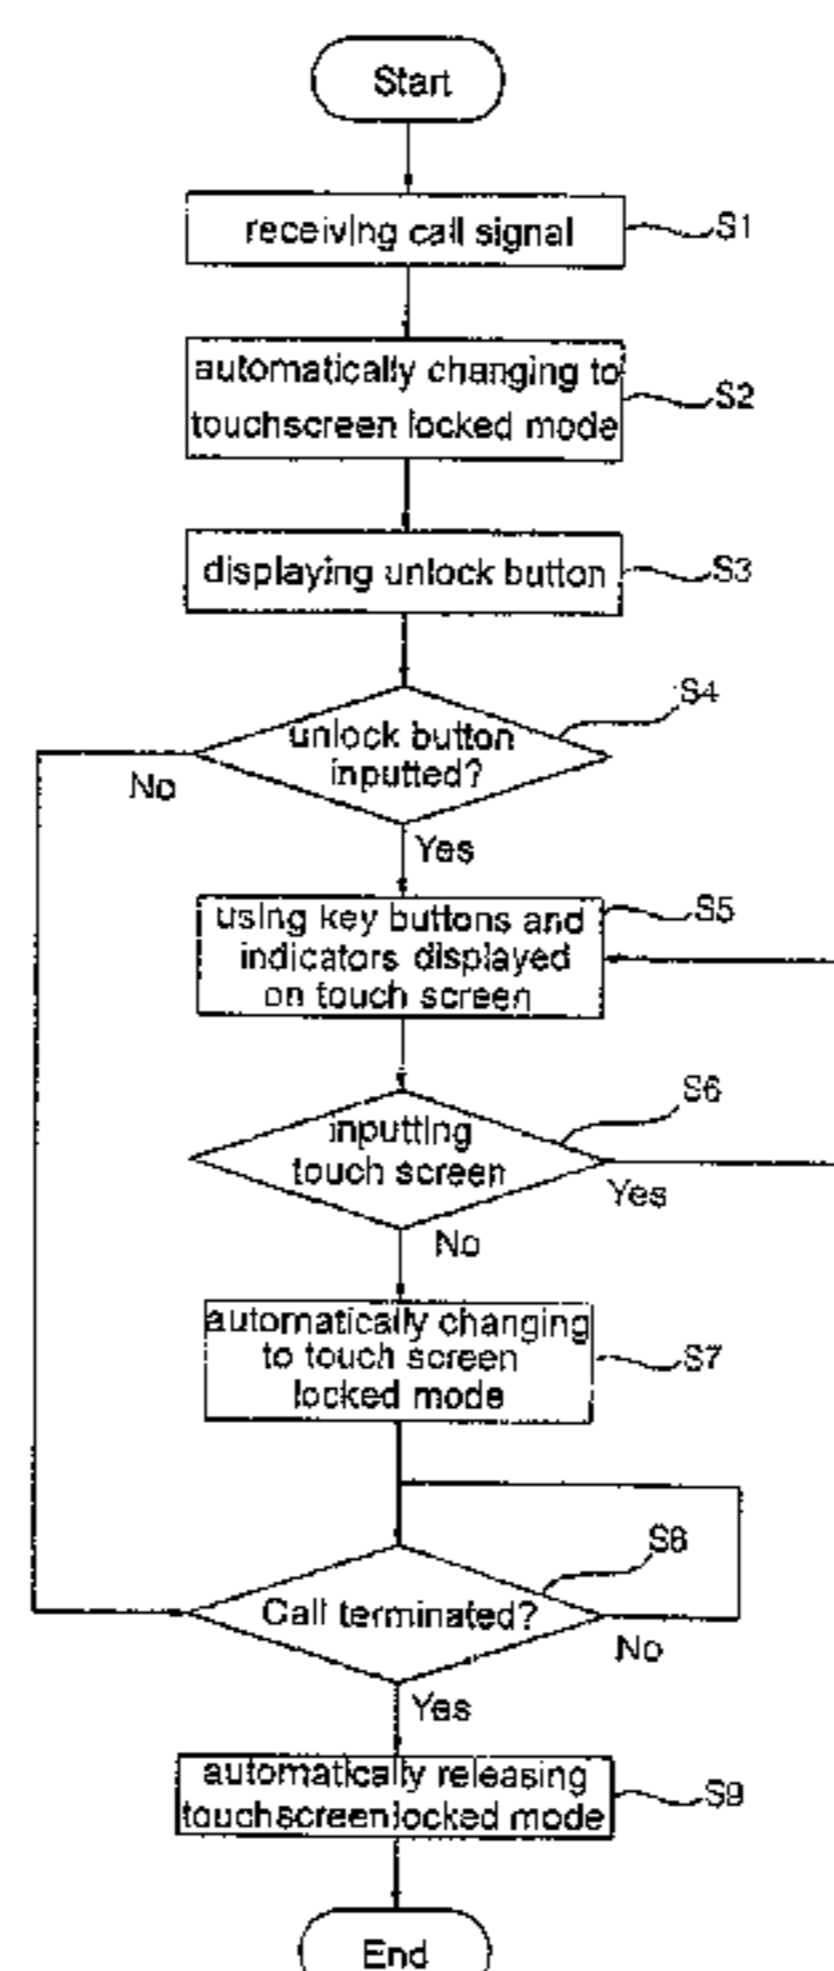 Start
receiving call signal
S1
automatically changing to
touchscreen locked mode
S2
displaying unlock button
S3
unlock button
inputted?
S4
No
Yes
using key buttons and
indicators displayed
on touch screen
S5
inputting
touch screen
S6
Yes
No
automatically changing
to touch screen
locked mode
S7
Call terminated?
S8
No
Yes
automatically releasing
touchscreen locked mode
S9
End